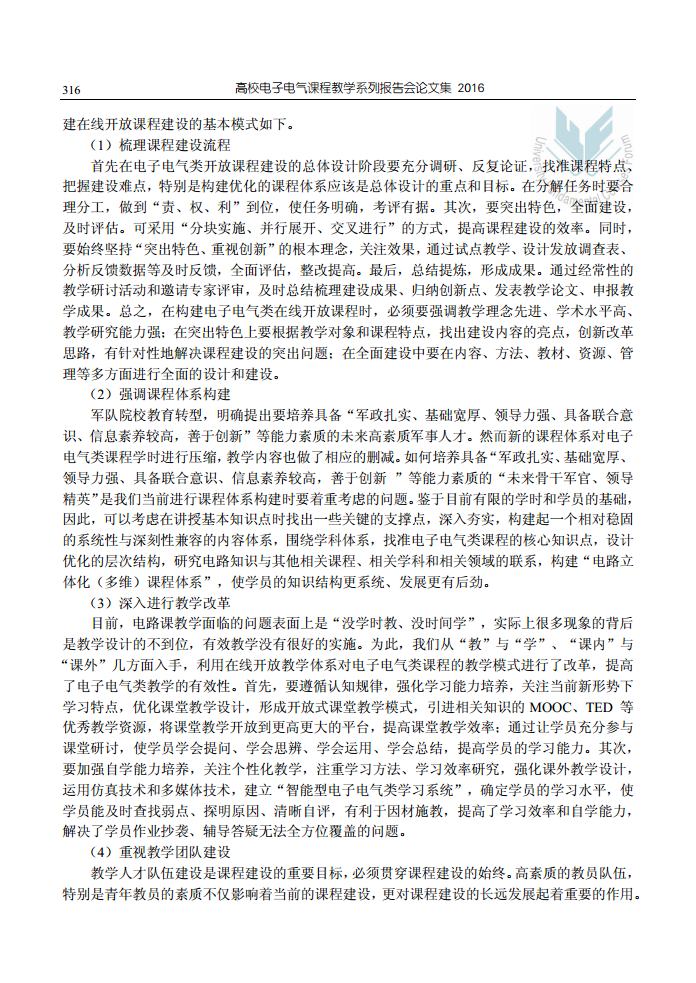 316 高校电子电气课程教学系列报告会论文集 2016
建在线开放课程建设的基本模式如下。
（1）梳理课程建设流程
首先在电子电气类开放课程建设的总体设计阶段要充分调研、反复论证，找准课程特点、
把握建设难点，特别是构建优化的课程体系应该是总体设计的重点和目标。在分解任务时要合
理分工，做到“责、权、利”到位，使任务明确，考评有据。其次，要突出特色，全面建设，
及时评估。可采用“分块实施、并行展开、交叉进行”的方式，提高课程建设的效率。同时，
要始终坚持“突出特色、重视创新”的根本理念，关注效果，通过试点教学、设计发放调查表、
分析反馈数据等及时反馈，全面评估，整改提高。最后，总结提炼，形成成果。通过经常性的
教学研讨活动和邀请专家评审，及时总结梳理建设成果、归纳创新点、发表教学论文、申报教
学成果。总之，在构建电子电气类在线开放课程时，必须要强调教学理念先进、学术水平高、
教学研究能力强；在突出特色上要根据教学对象和课程特点，找出建设内容的亮点，创新改革
思路，有针对性地解决课程建设的突出问题；在全面建设中要在内容、方法、教材、资源、管
理等多方面进行全面的设计和建设。
（2）强调课程体系构建
军队院校教育转型，明确提出要培养具备“军政扎实、基础宽厚、领导力强、具备联合意
识、信息素养较高，善于创新”等能力素质的未来高素质军事人才。然而新的课程体系对电子
电气类课程学时进行压缩，教学内容也做了相应的删减。如何培养具备“军政扎实、基础宽厚、
领导力强、具备联合意识、信息素养较高，善于创新 ”等能力素质的“未来骨干军官、领导
精英”是我们当前进行课程体系构建时要着重考虑的问题。鉴于目前有限的学时和学员的基础，
因此，可以考虑在讲授基本知识点时找出一些关键的支撑点，深入夯实，构建起一个相对稳固
的系统性与深刻性兼容的内容体系，围绕学科体系，找准电子电气类课程的核心知识点，设计
优化的层次结构，研究电路知识与其他相关课程、相关学科和相关领域的联系，构建“电路立
体化（多维）课程体系”，使学员的知识结构更系统、发展更有后劲。
（3）深入进行教学改革
目前，电路课教学面临的问题表面上是“没学时教、没时间学”，实际上很多现象的背后
是教学设计的不到位，有效教学没有很好的实施。为此，我们从“教”与“学”、“课内”与
“课外”几方面入手，利用在线开放教学体系对电子电气类课程的教学模式进行了改革，提高
了电子电气类教学的有效性。首先，要遵循认知规律，强化学习能力培养，关注当前新形势下
学习特点，优化课堂教学设计，形成开放式课堂教学模式，引进相关知识的 MOOC、TED 等
优秀教学资源，将课堂教学开放到更高更大的平台，提高课堂教学效率；通过让学员充分参与
课堂研讨，使学员学会提问、学会思辨、学会运用、学会总结，提高学员的学习能力。其次，
要加强自学能力培养，关注个性化教学，注重学习方法、学习效率研究，强化课外教学设计，
运用仿真技术和多媒体技术，建立“智能型电子电气类学习系统”，确定学员的学习水平，使
学员能及时查找弱点、探明原因、清晰自评，有利于因材施教，提高了学习效率和自学能力，
解决了学员作业抄袭、辅导答疑无法全方位覆盖的问题。
（4）重视教学团队建设
教学人才队伍建设是课程建设的重要目标，必须贯穿课程建设的始终。高素质的教员队伍，
特别是青年教员的素质不仅影响着当前的课程建设，更对课程建设的长远发展起着重要的作用。